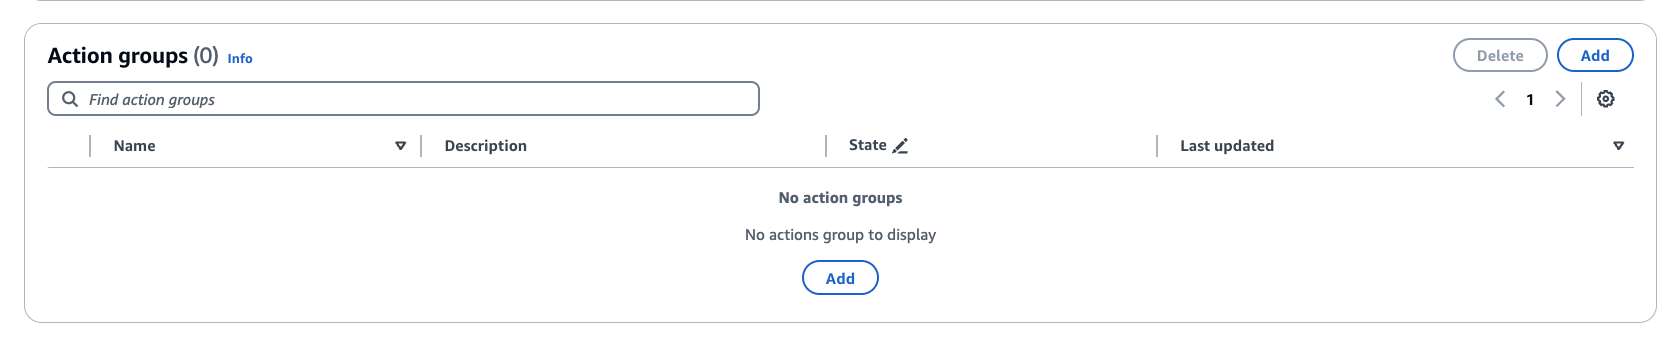 Action groups (0) Info
Delete
Add
Find action groups
1
Name
Description
State
Last updated
No action groups
No actions group to display
Add